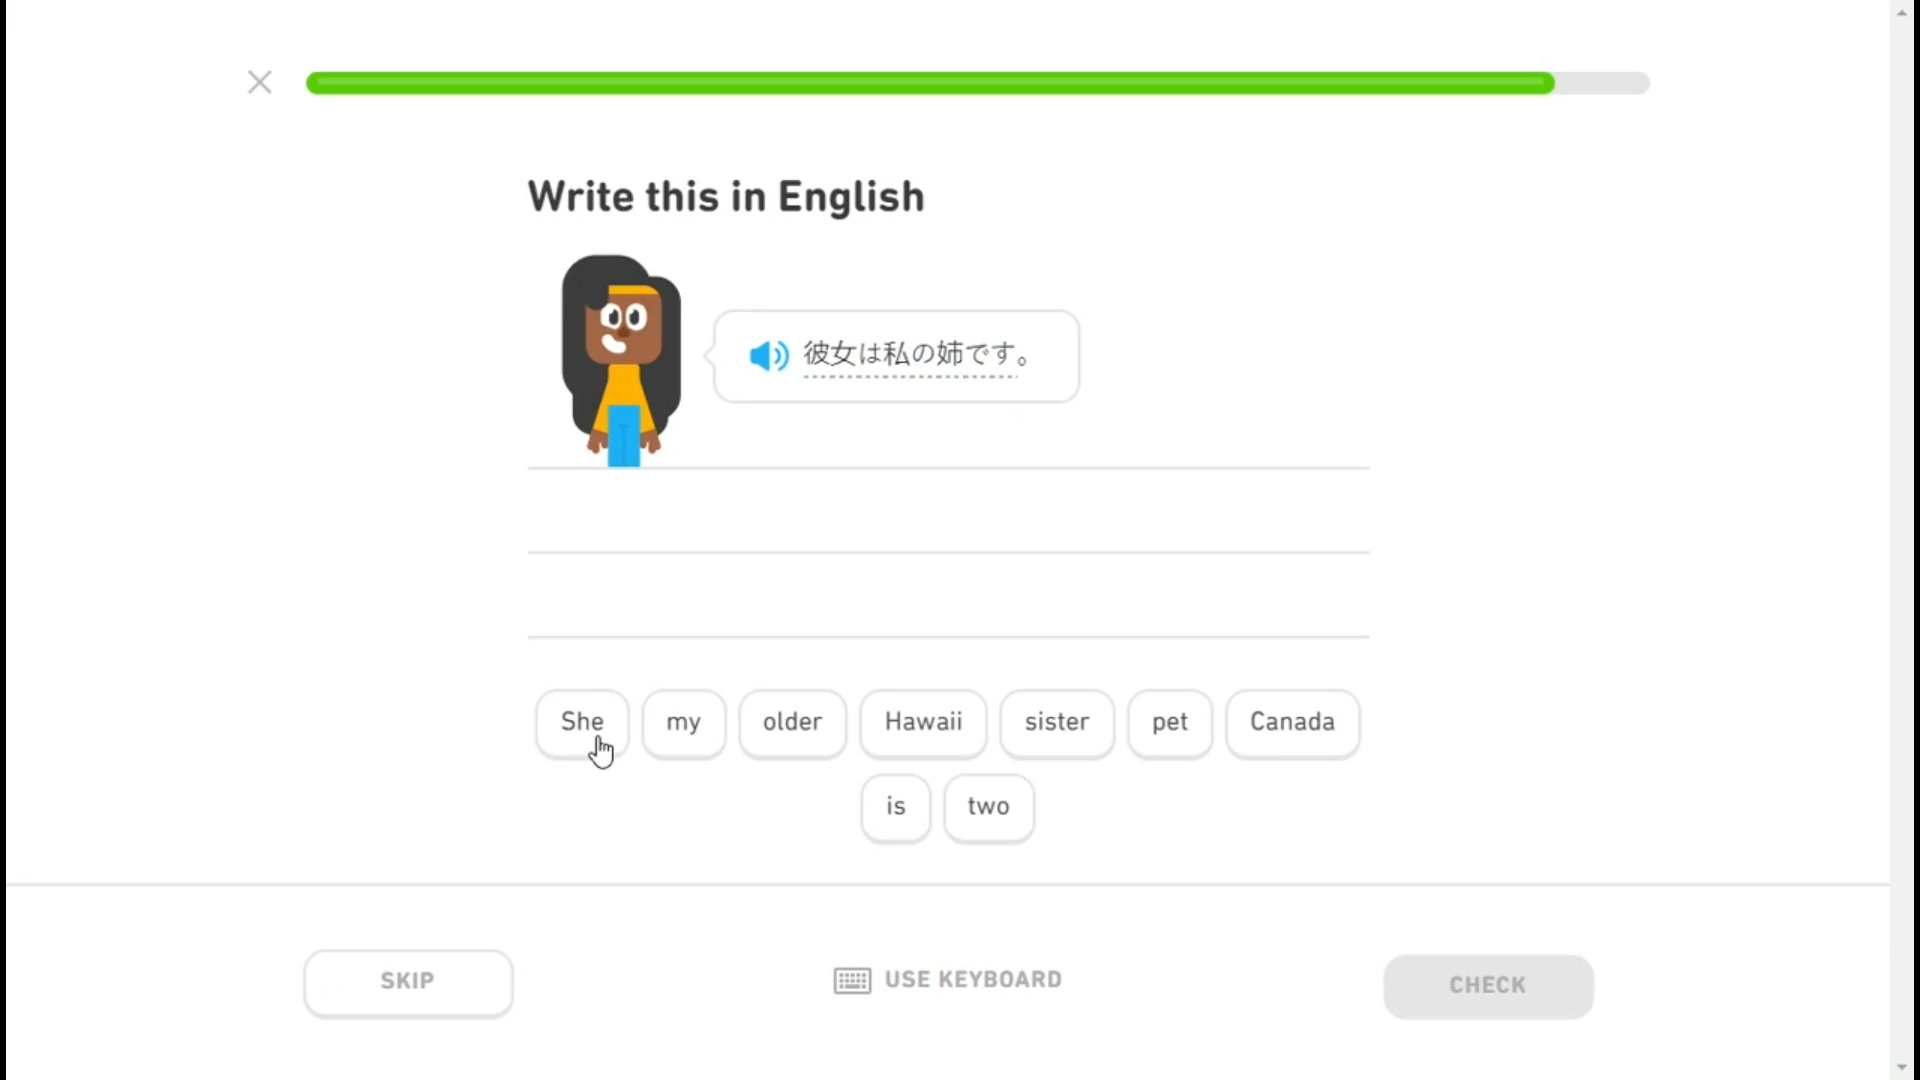 Write this in English
彼女は私の姉です。
She my older Hawaii sister pet Canada
is two
SKIP USE KEYBOARD CHECK